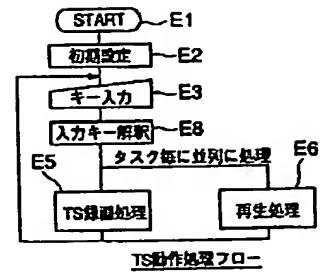 START E1
初期設定 E2
キー入力 E3
入力キー解釈 E8
タスク毎に並列に処理
E5 E6
TS録画処理 再生処理
TS動作処理フロー